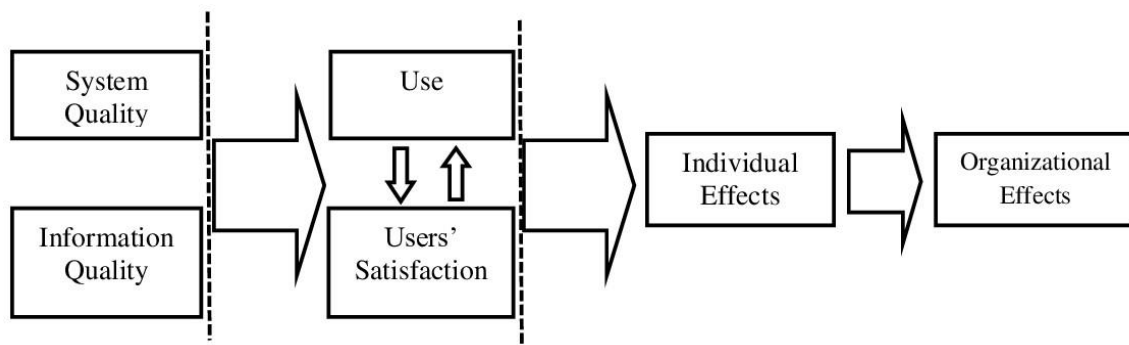 System
Quality
Information
Quality
Use
Users’
Satisfaction
Individual
Effects
Organizational
Effects